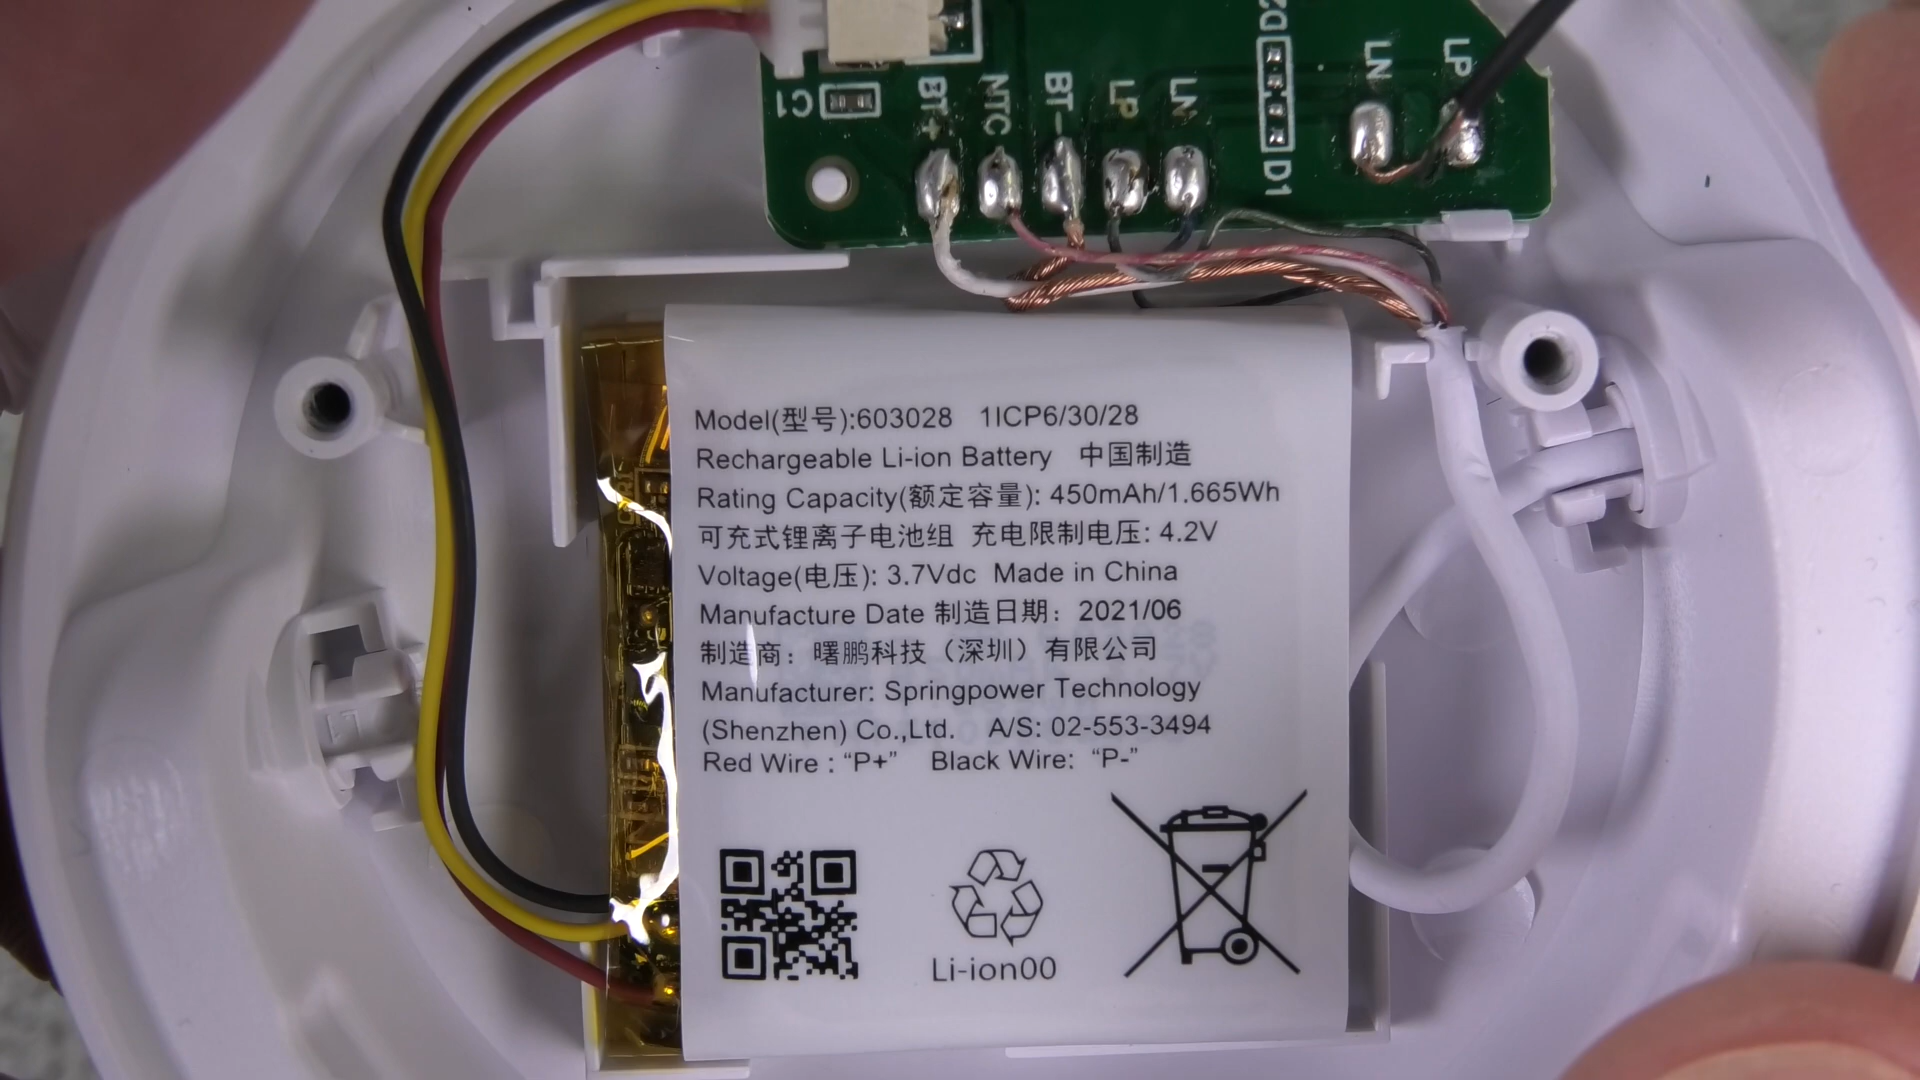 C1
BT+
NTC
BT-
LP
LN
D1
LN
LP
Model(型号):603028 1ICP6/30/28
Rechargeable Li-ion Battery 中国制造
Rating Capacity(额定容量): 450mAh/1.665Wh
可充式锂离子电池组 充电限制电压: 4.2V
Voltage(电压): 3.7Vdc Made in China
Manufacture Date 制造日期: 2021/06
制造商: 曙鹏科技（深圳）有限公司
Manufacturer: Springpower Technology
(Shenzhen) Co.,Ltd. A/S: 02-553-3494
Red Wire : “P+” Black Wire: “P-”
Li-ion00